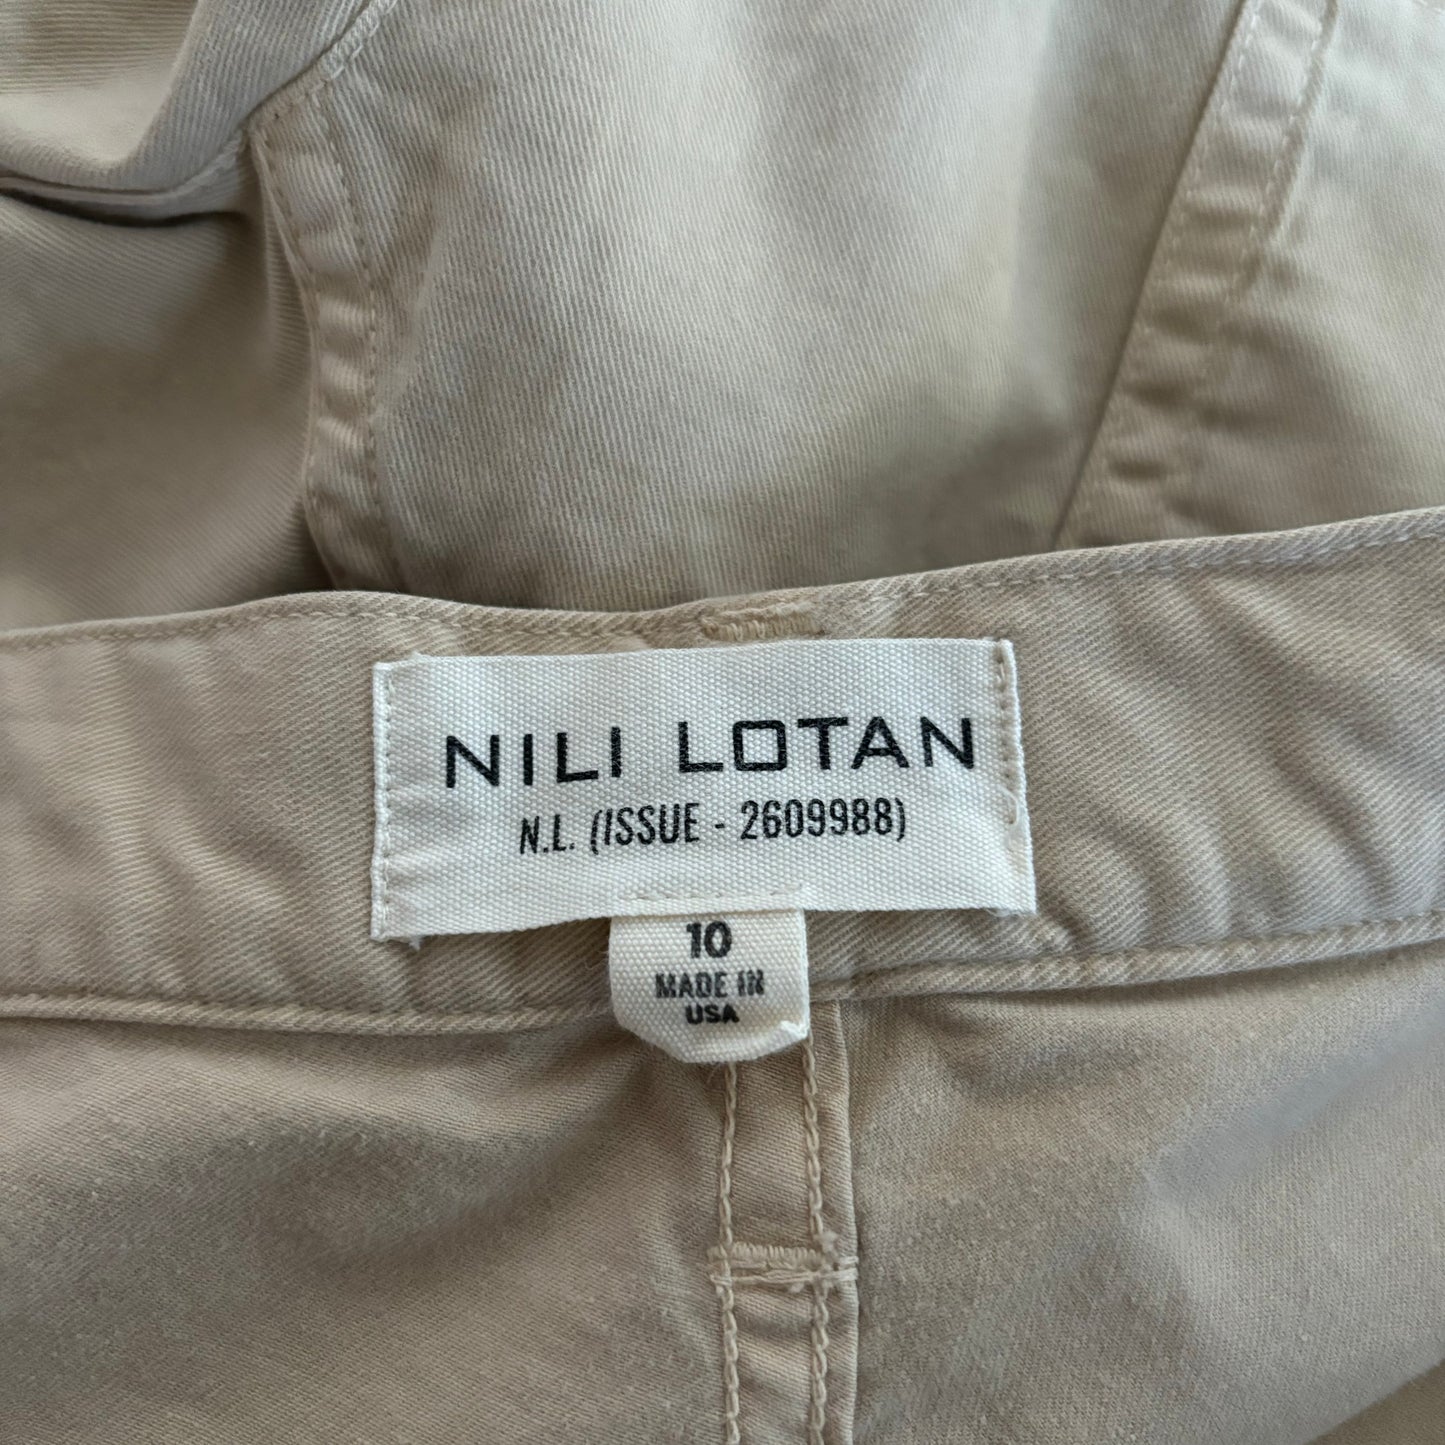 NILI LOTAN
N.L. (ISSUE - 2609988)
10
MADE IN
USA